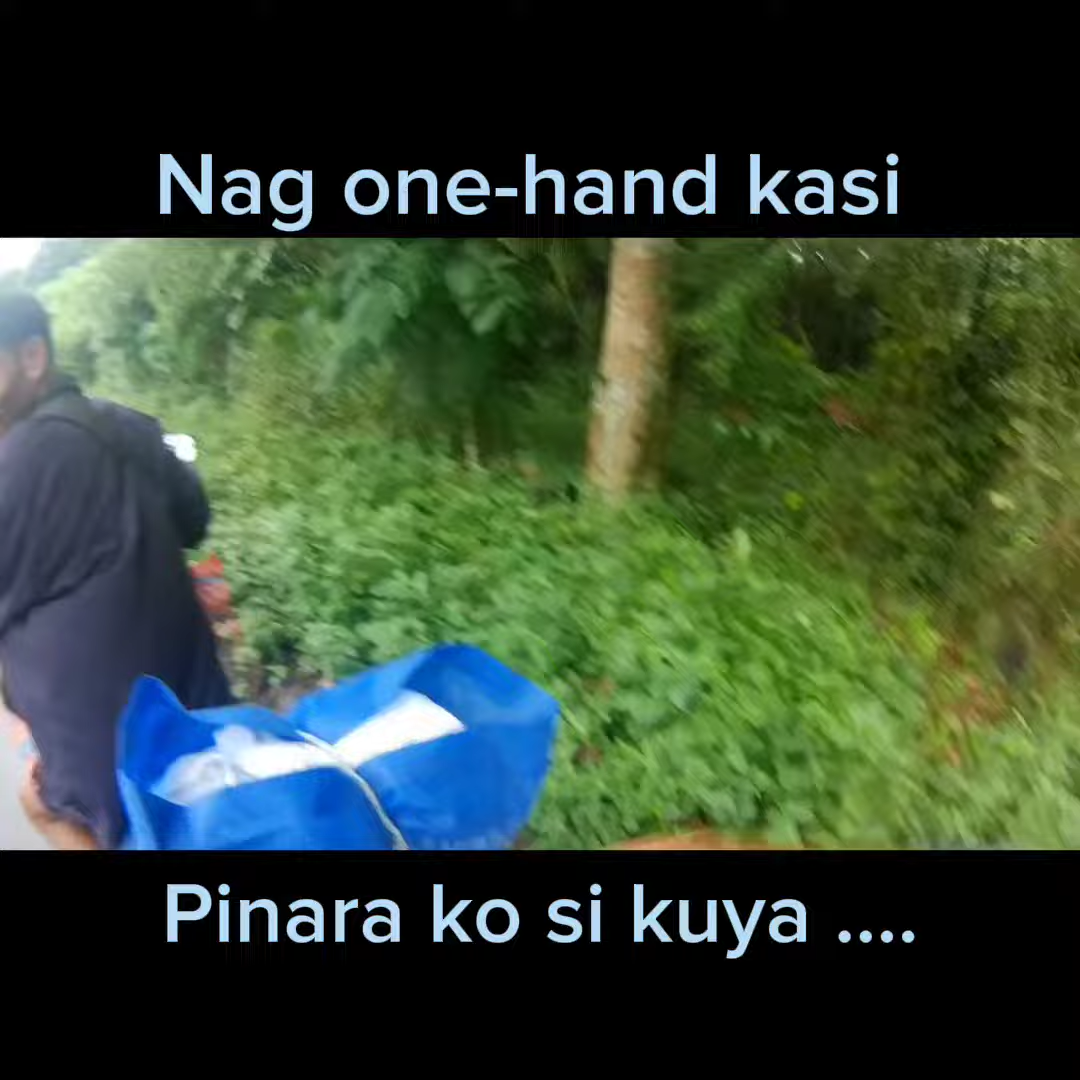 Nag one-hand kasi
Pinara ko si kuya ....